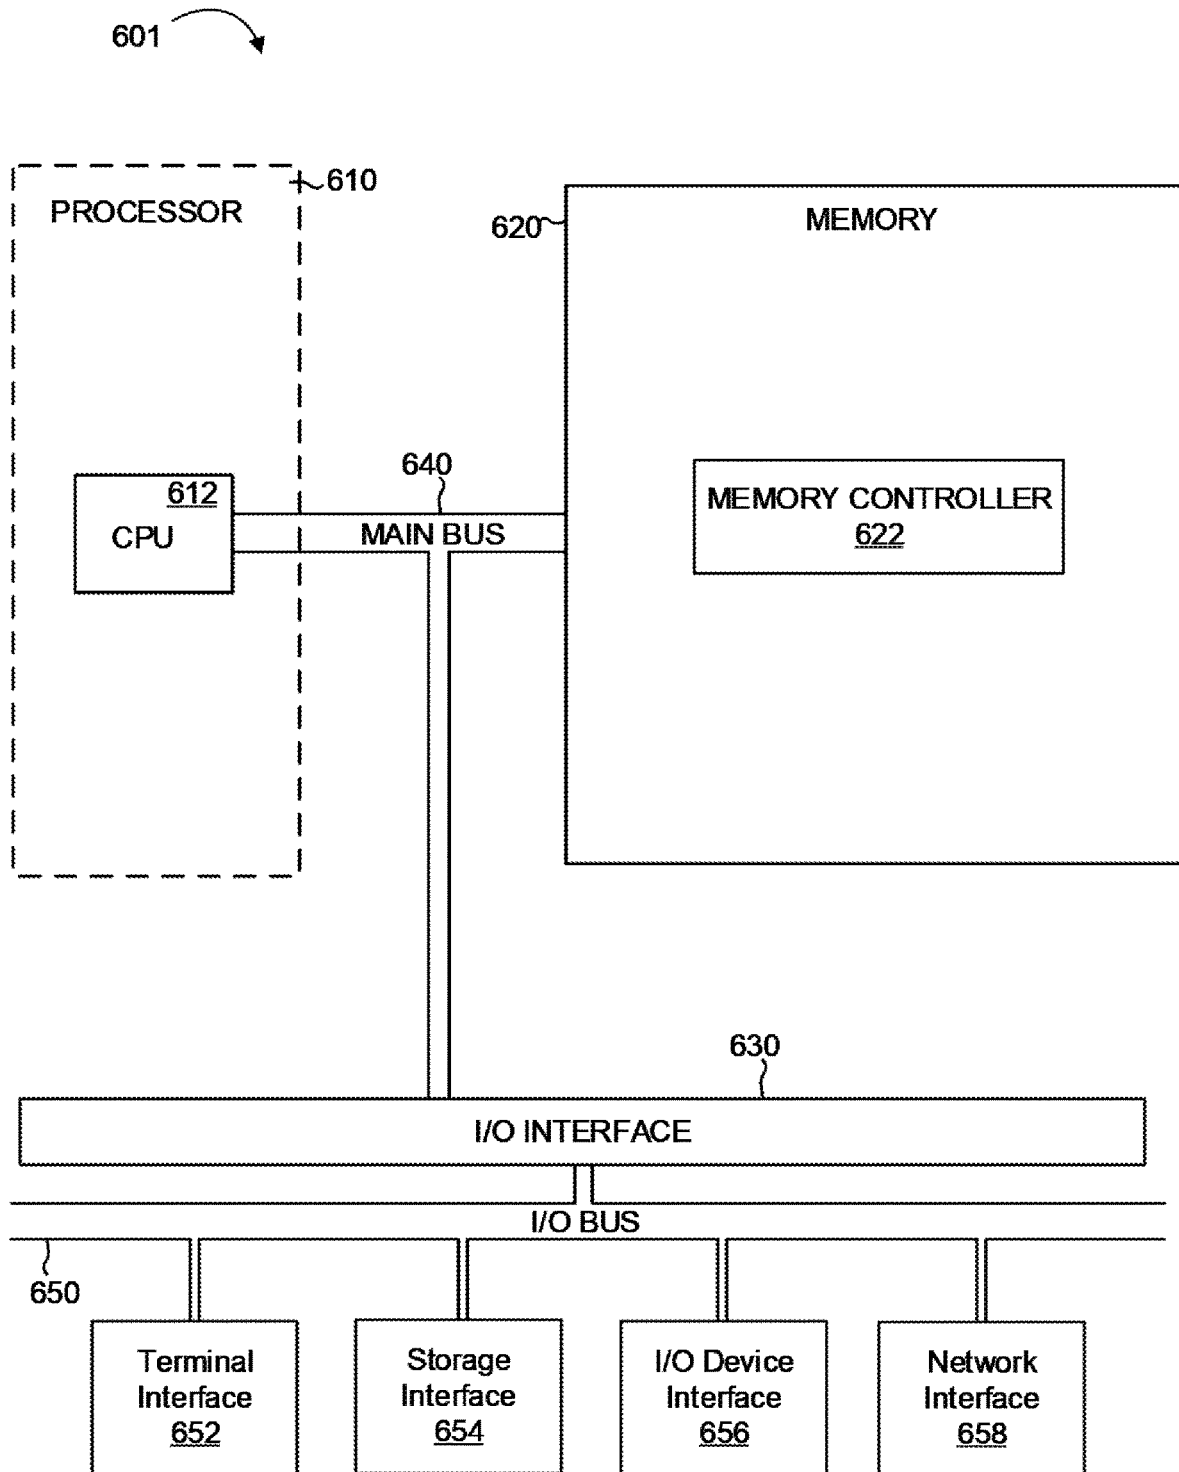 601
610
PROCESSOR
620
MEMORY
640
612
CPU
MAIN BUS
MEMORY CONTROLLER
622
630
I/O INTERFACE
I/O BUS
650
Terminal
Interface
652
Storage
Interface
654
I/O Device
Interface
656
Network
Interface
658